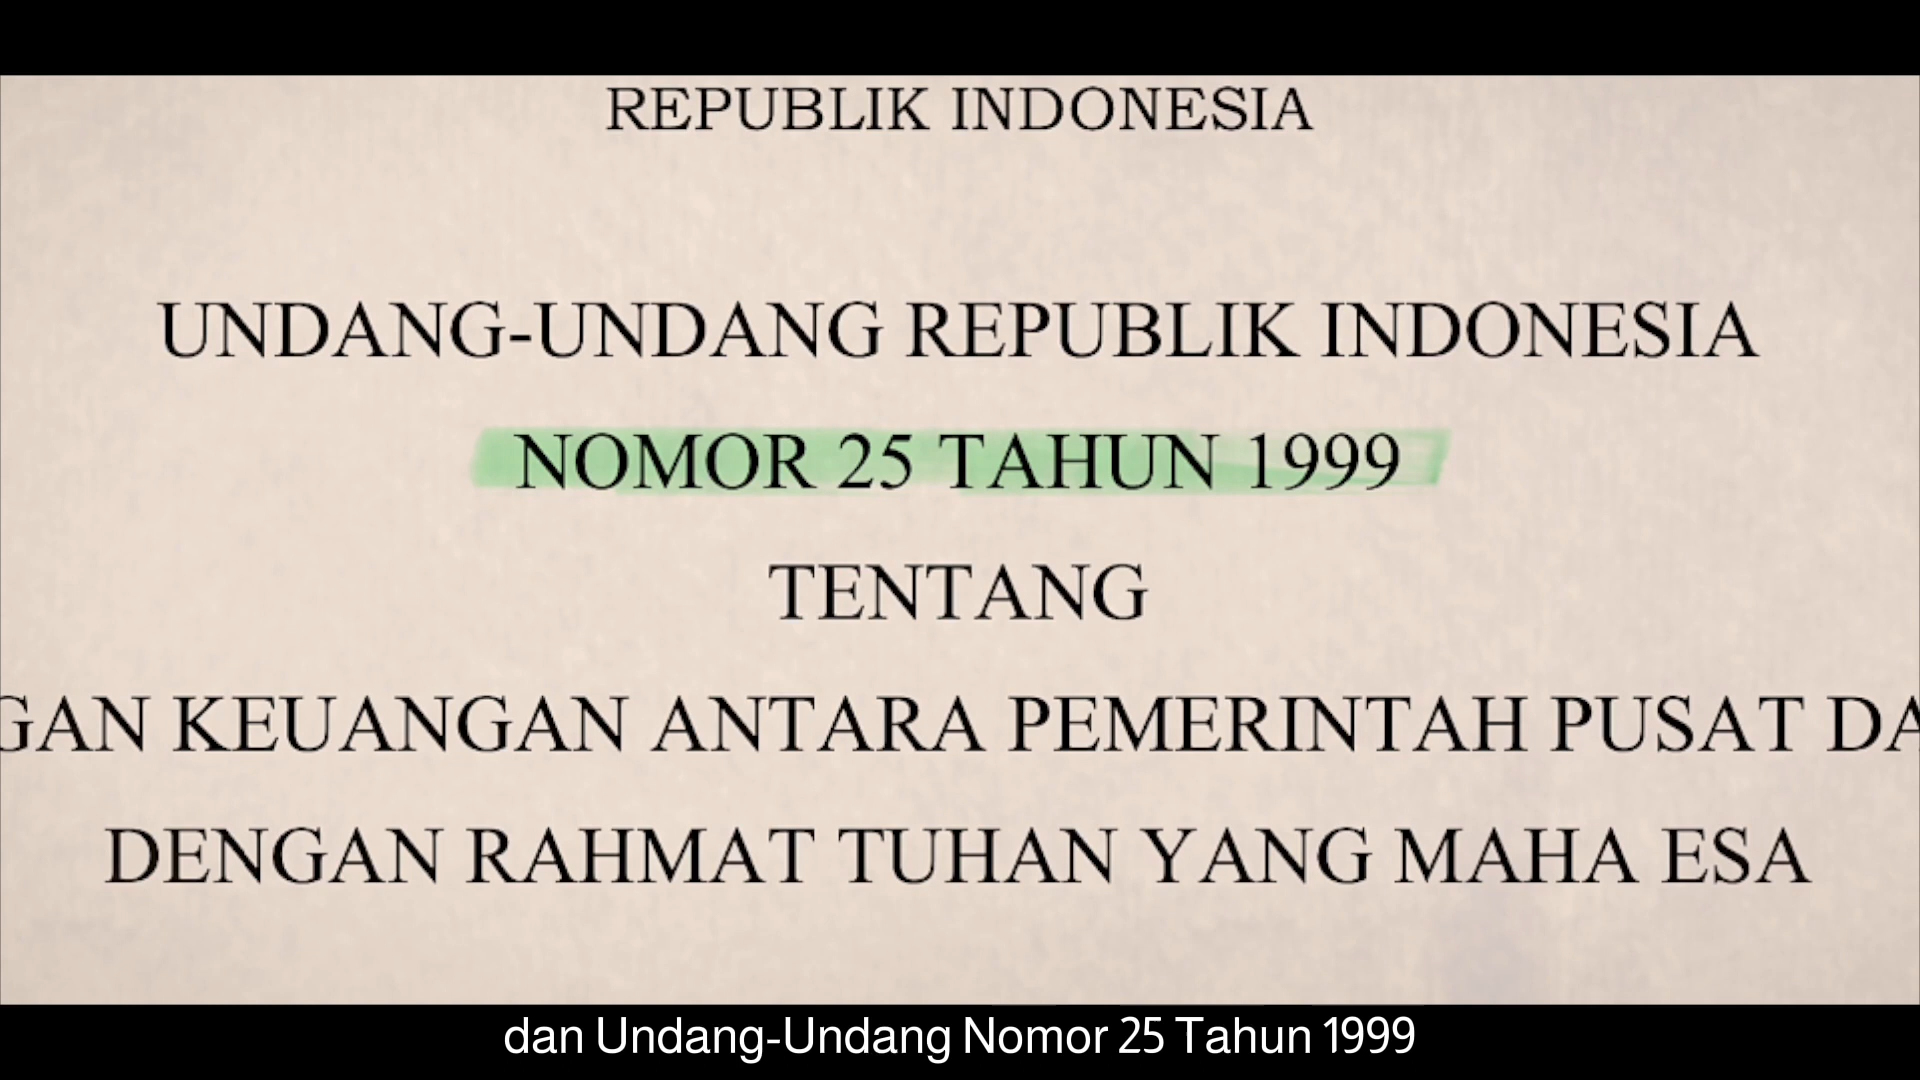 REPUBLIK INDONESIA
UNDANG-UNDANG REPUBLIK INDONESIA
NOMOR 25 TAHUN 1999
TENTANG
GAN KEUANGAN ANTARA PEMERINTAH PUSAT DA
DENGAN RAHMAT TUHAN YANG MAHA ESA
dan Undang-Undang Nomor 25 Tahun 1999